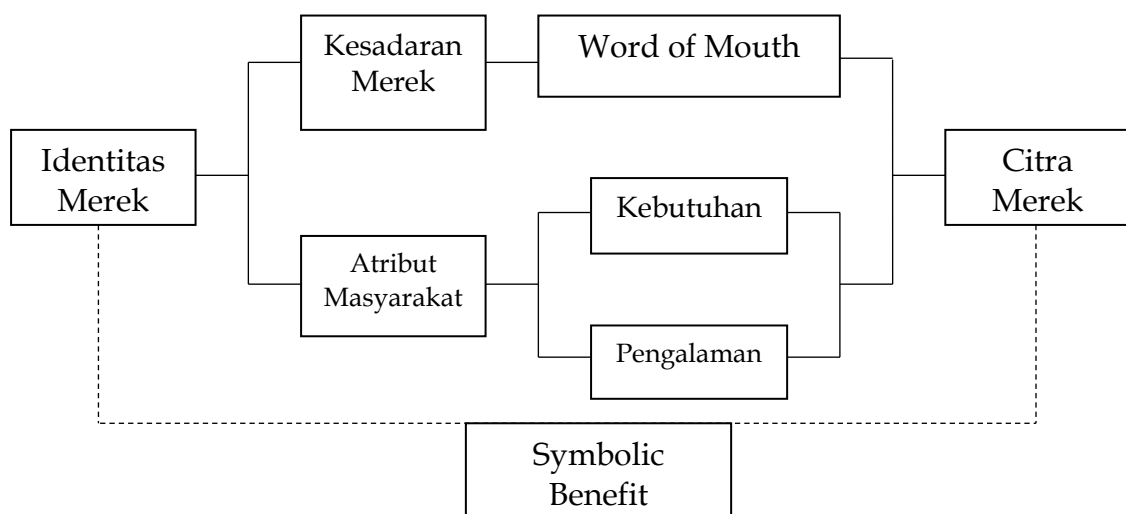 Kesadaran
Merek
Word of Mouth
Identitas
Merek
Citra
Merek
Kebutuhan
Atribut
Masyarakat
Pengalaman
Symbolic
Benefit